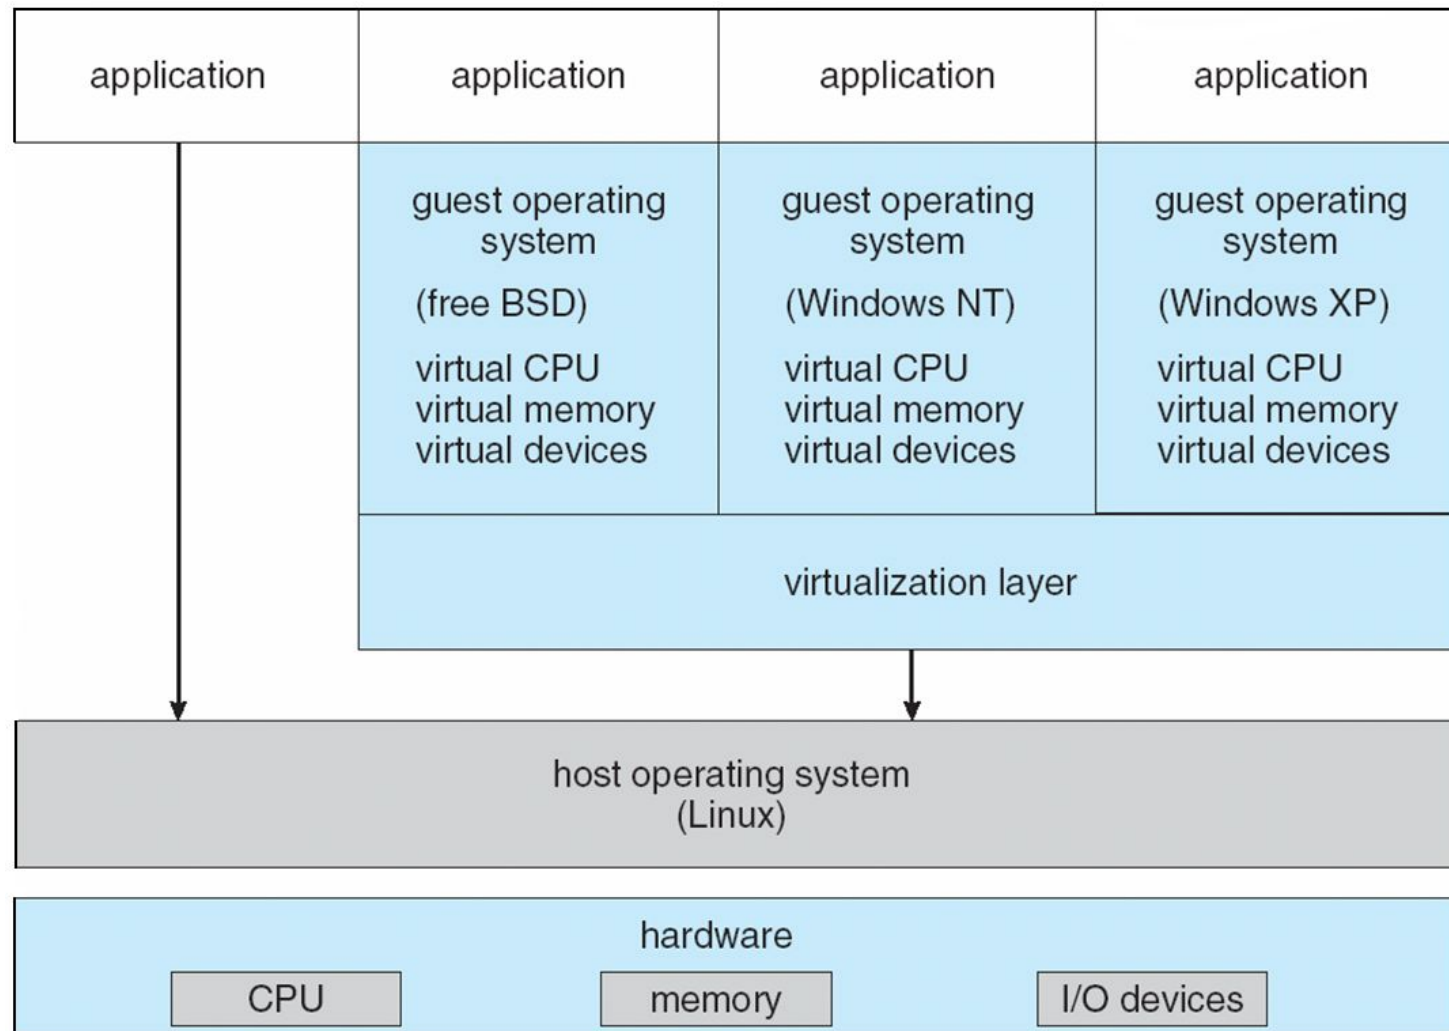 application
application
application
application
guest operating
system
(free BSD)
virtual CPU
virtual memory
virtual devices
guest operating
system
(Windows NT)
virtual CPU
virtual memory
virtual devices
guest operating
system
(Windows XP)
virtual CPU
virtual memory
virtual devices
virtualization layer
host operating system
(Linux)
hardware
CPU
memory
I/O devices